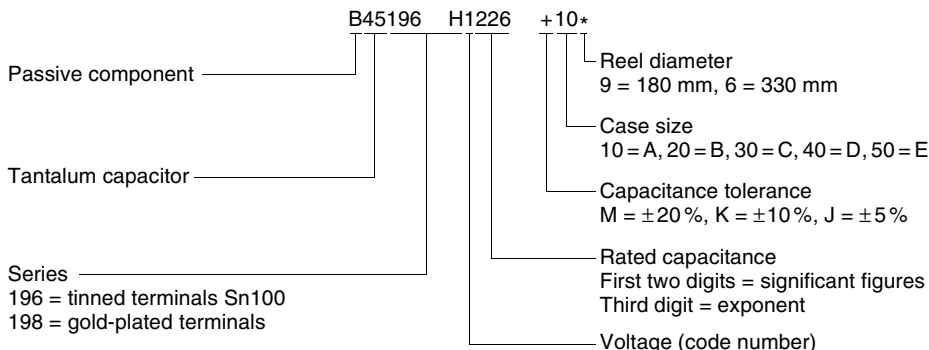 B45196 H1226 +10*
Passive component
Reel diameter
9 = 180 mm, 6 = 330 mm
Case size
10 = A, 20 = B, 30 = C, 40 = D, 50 = E
Tantalum capacitor
Capacitance tolerance
M = ±20 %, K = ±10 %, J = ±5 %
Series
196 = tinned terminals Sn100
198 = gold-plated terminals
Rated capacitance
First two digits = significant figures
Third digit = exponent
Voltage (code number)